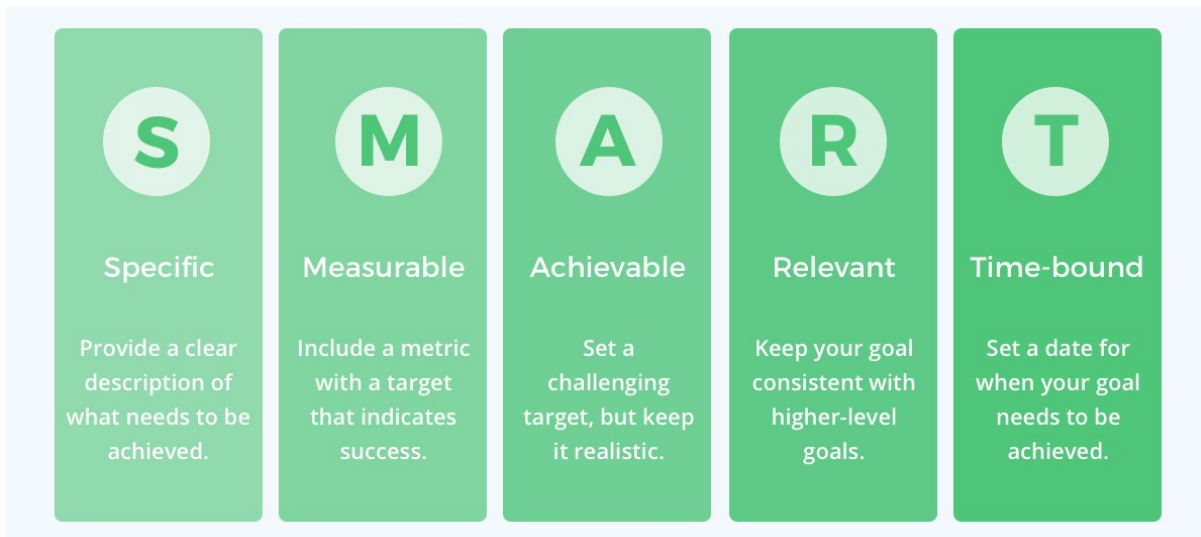 S
Specific
Provide a clear
description of
what needs to be
achieved.
M
Measurable
Include a metric
with a target
that indicates
success.
A
Achievable
Set a
challenging
target, but keep
it realistic.
R
Relevant
Keep your goal
consistent with
higher-level
goals.
T
Time-bound
Set a date for
when your goal
needs to be
achieved.